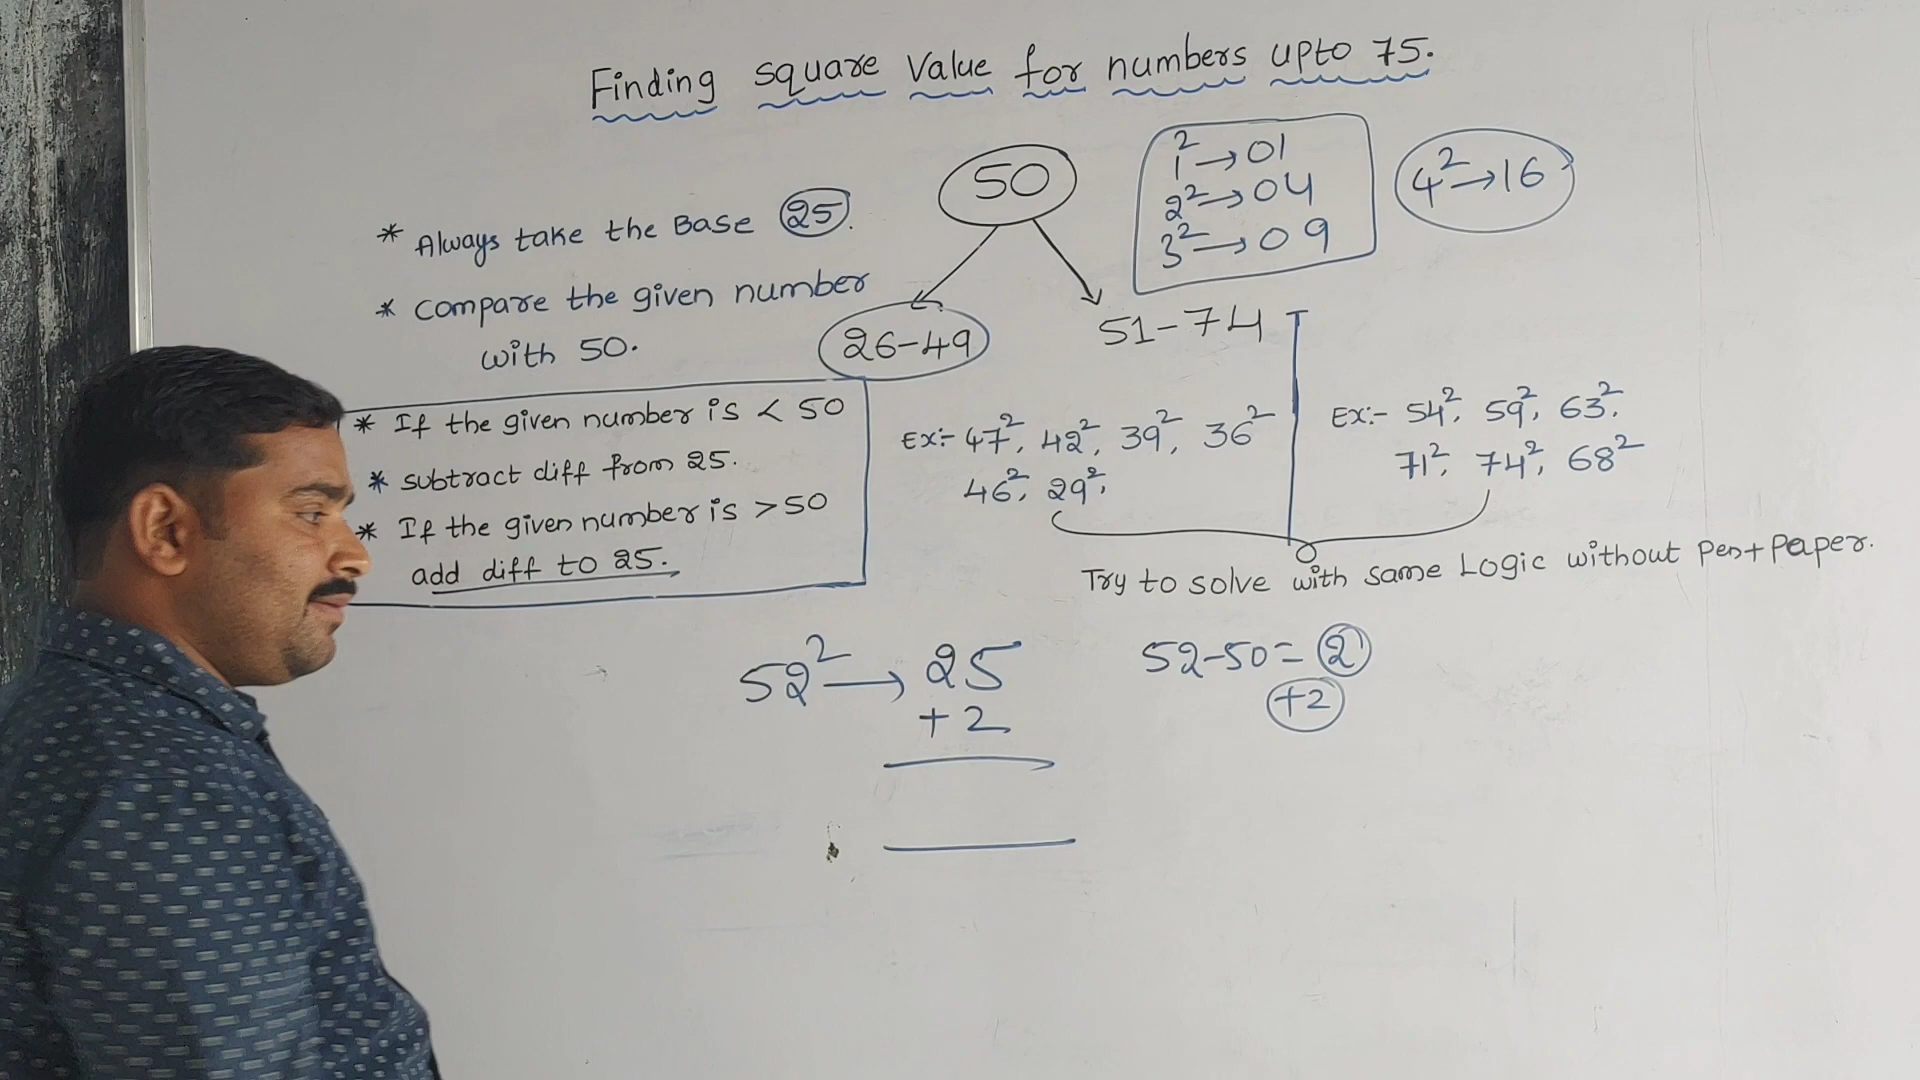 Finding square Value for numbers upto 75.
50
1² → 01
2² → 04
3² → 09
4² → 16
* Always take the Base 25.
* compare the given number
with 50.
26-49
51-74
* If the given number is < 50
* subtract diff from 25.
* If the given number is > 50
add diff to 25.
Ex:- 47², 42², 39², 36²
46², 29²,
Ex:- 54², 59², 63²,
71², 74², 68²
Try to solve with same Logic without Pen + Paper.
52² → 25
+ 2
52-50 = 2
+2